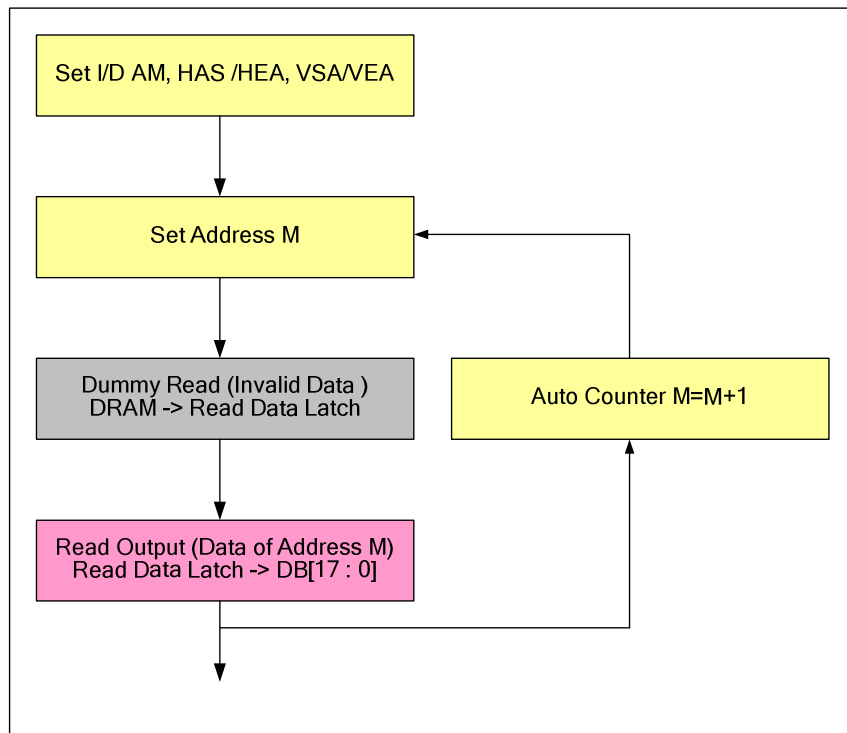 Set I/D AM, HAS /HEA, VSA/VEA
Set Address M
Dummy Read (Invalid Data )
DRAM -> Read Data Latch
Auto Counter M=M+1
Read Output (Data of Address M)
Read Data Latch -> DB[17 : 0]